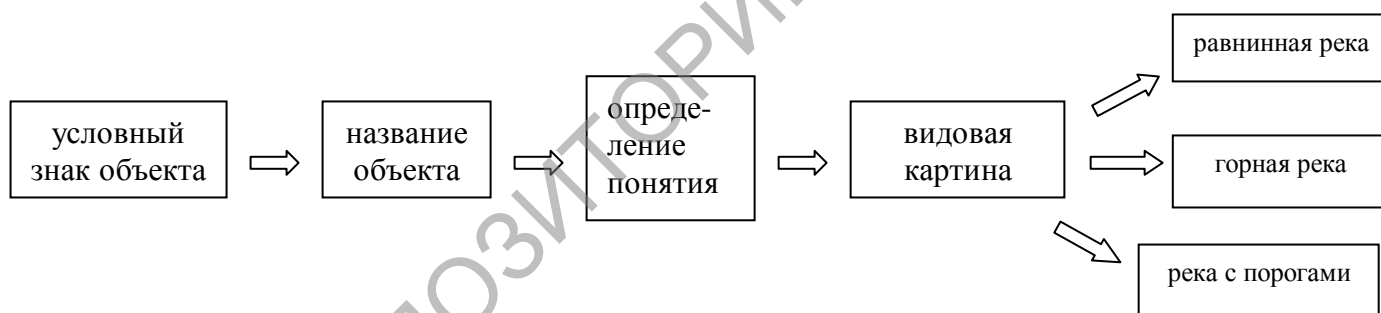 условный
знак объекта
название
объекта
опреде-
ление
понятия
видовая
картина
равнинная река
горная река
река с порогами